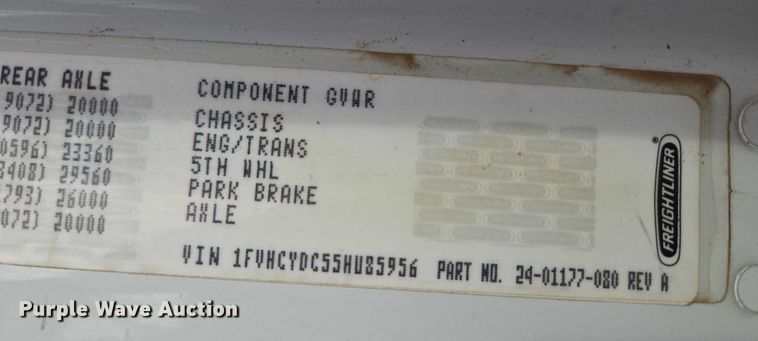 REAR AXLE
9072) 20000
9072) 20000
0596) 23360
3408) 29560
793) 26000
072) 20000
COMPONENT GVWR
CHASSIS
ENG/TRANS
5TH WHL
PARK BRAKE
AXLE
VIN 1FVHCYDC55HU85956 PART NO. 24-01177-080 REV A
FREIGHTLINER®
Purple Wave Auction